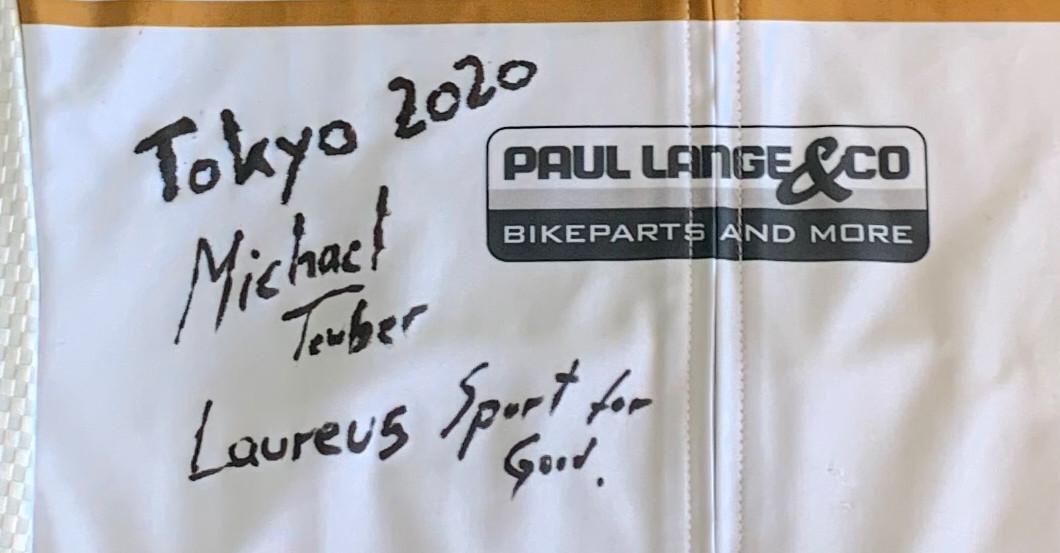 Tokyo 2020
Michael
Teuber
Laureus Sport for
Good.
PAUL LANGE & CO
BIKEPARTS AND MORE